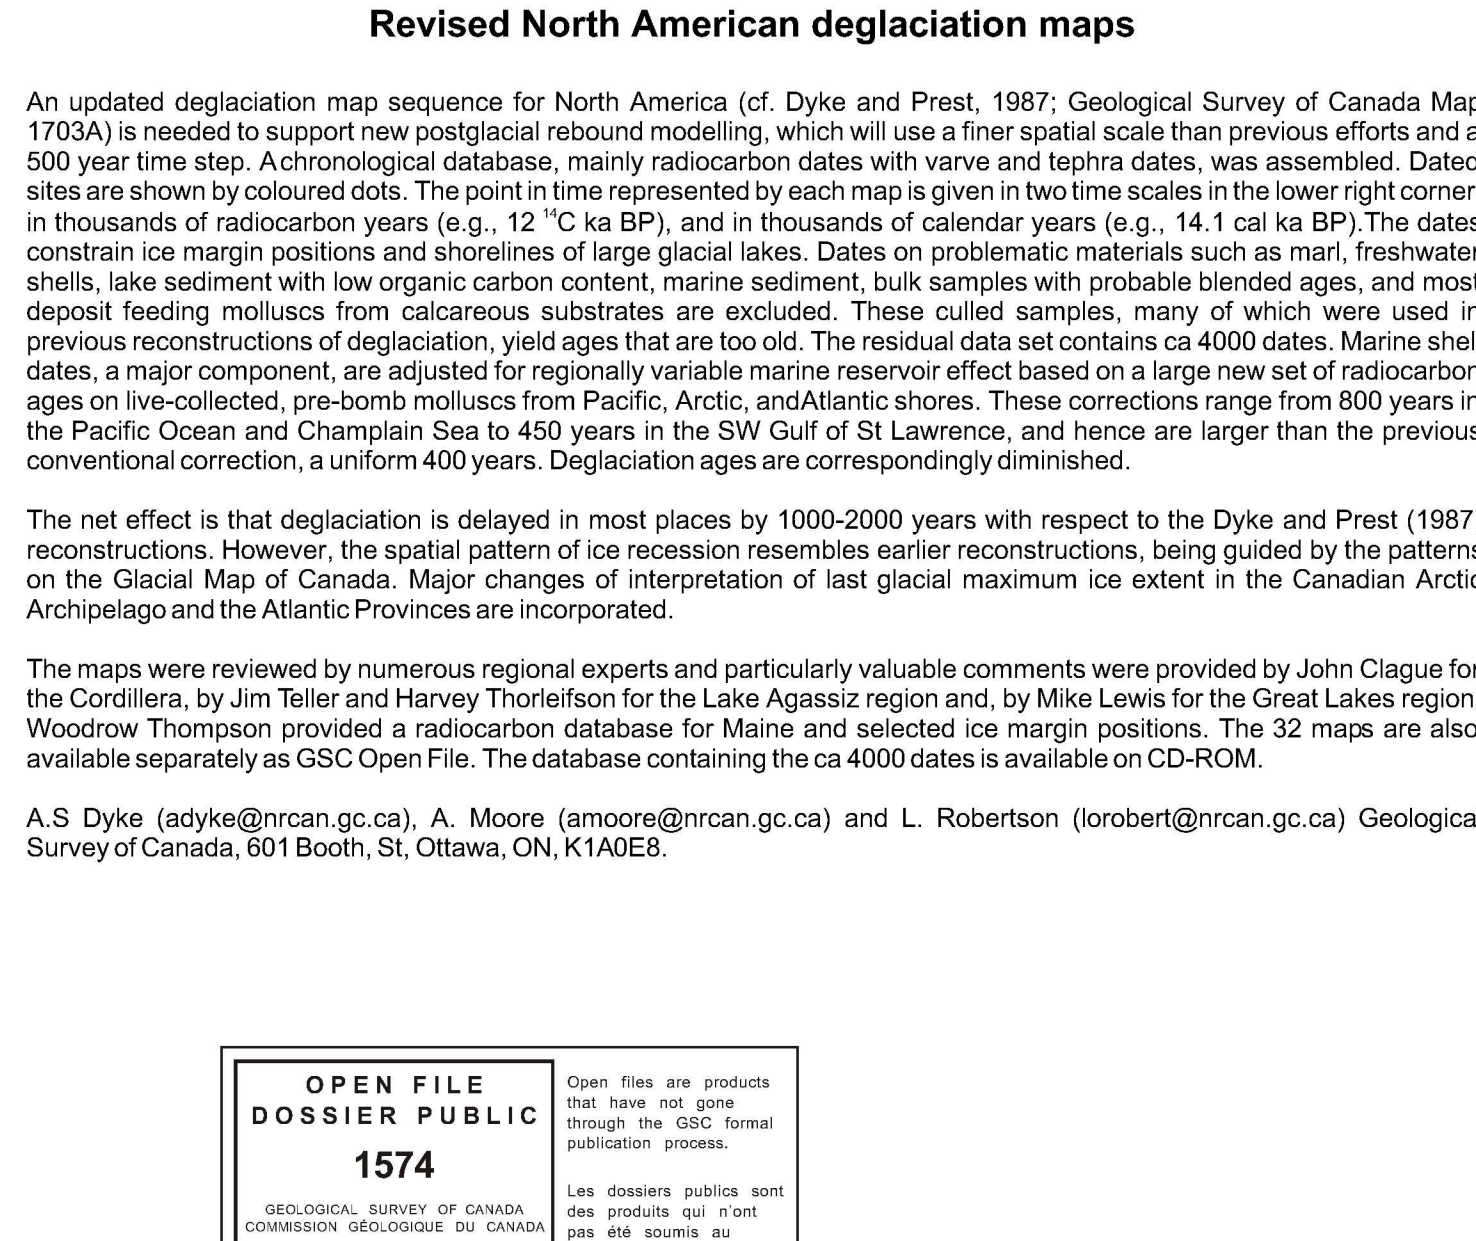 Revised North American deglaciation maps
An updated deglaciation map sequence for North America (cf. Dyke and Prest, 1987; Geological Survey of Canada Map
1703A) is needed to support new postglacial rebound modelling, which will use a finer spatial scale than previous efforts and a
500 year time step. A chronological database, mainly radiocarbon dates with varve and tephra dates, was assembled. Dated
sites are shown by coloured dots. The point in time represented by each map is given in two time scales in the lower right corner
in thousands of radiocarbon years (e.g., 12 ¹⁴C ka BP), and in thousands of calendar years (e.g., 14.1 cal ka BP).The dates
constrain ice margin positions and shorelines of large glacial lakes. Dates on problematic materials such as marl, freshwater
shells, lake sediment with low organic carbon content, marine sediment, bulk samples with probable blended ages, and most
deposit feeding molluscs from calcareous substrates are excluded. These culled samples, many of which were used in
previous reconstructions of deglaciation, yield ages that are too old. The residual data set contains ca 4000 dates. Marine shell
dates, a major component, are adjusted for regionally variable marine reservoir effect based on a large new set of radiocarbon
ages on live-collected, pre-bomb molluscs from Pacific, Arctic, and Atlantic shores. These corrections range from 800 years in
the Pacific Ocean and Champlain Sea to 450 years in the SW Gulf of St Lawrence, and hence are larger than the previous
conventional correction, a uniform 400 years. Deglaciation ages are correspondingly diminished.
The net effect is that deglaciation is delayed in most places by 1000-2000 years with respect to the Dyke and Prest (1987
reconstructions. However, the spatial pattern of ice recession resembles earlier reconstructions, being guided by the patterns
on the Glacial Map of Canada. Major changes of interpretation of last glacial maximum ice extent in the Canadian Arctic
Archipelago and the Atlantic Provinces are incorporated.
The maps were reviewed by numerous regional experts and particularly valuable comments were provided by John Clague for
the Cordillera, by Jim Teller and Harvey Thorleifson for the Lake Agassiz region and, by Mike Lewis for the Great Lakes region
Woodrow Thompson provided a radiocarbon database for Maine and selected ice margin positions. The 32 maps are also
available separately as GSC Open File. The database containing the ca 4000 dates is available on CD-ROM.
A.S Dyke (adyke@nrcan.gc.ca), A. Moore (amoore@nrcan.gc.ca) and L. Robertson (lorobert@nrcan.gc.ca) Geologica
Survey of Canada, 601 Booth, St, Ottawa, ON, K1A0E8.
OPEN FILE
DOSSIER PUBLIC
1574
GEOLOGICAL SURVEY OF CANADA
COMMISSION GÉOLOGIQUE DU CANADA
Open files are products
that have not gone
through the GSC formal
publication process.
Les dossiers publics sont
des produits qui n'ont
pas été soumis au